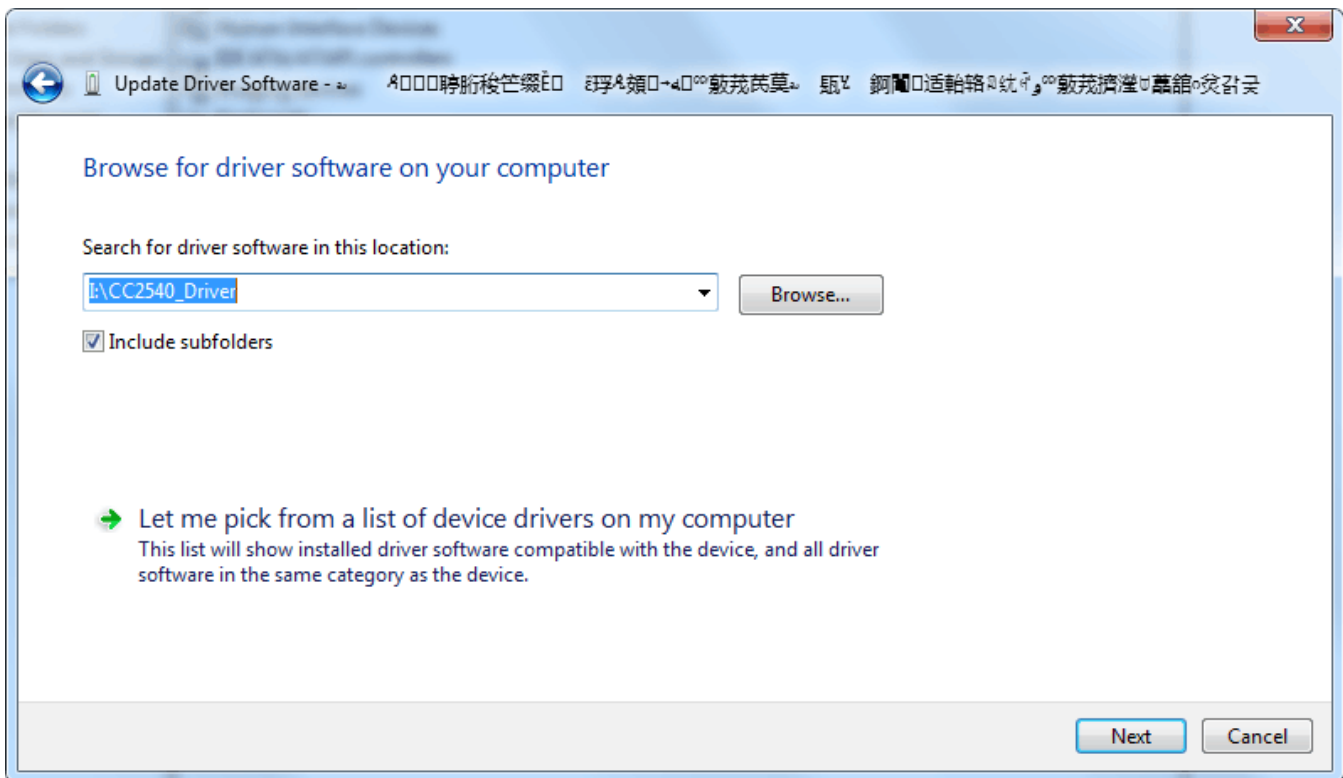 Update Driver Software -
Browse for driver software on your computer
Search for driver software in this location:
I:\CC2540_Driver
Browse...
Include subfolders
Let me pick from a list of device drivers on my computer
This list will show installed driver software compatible with the device, and all driver
software in the same category as the device.
Next
Cancel